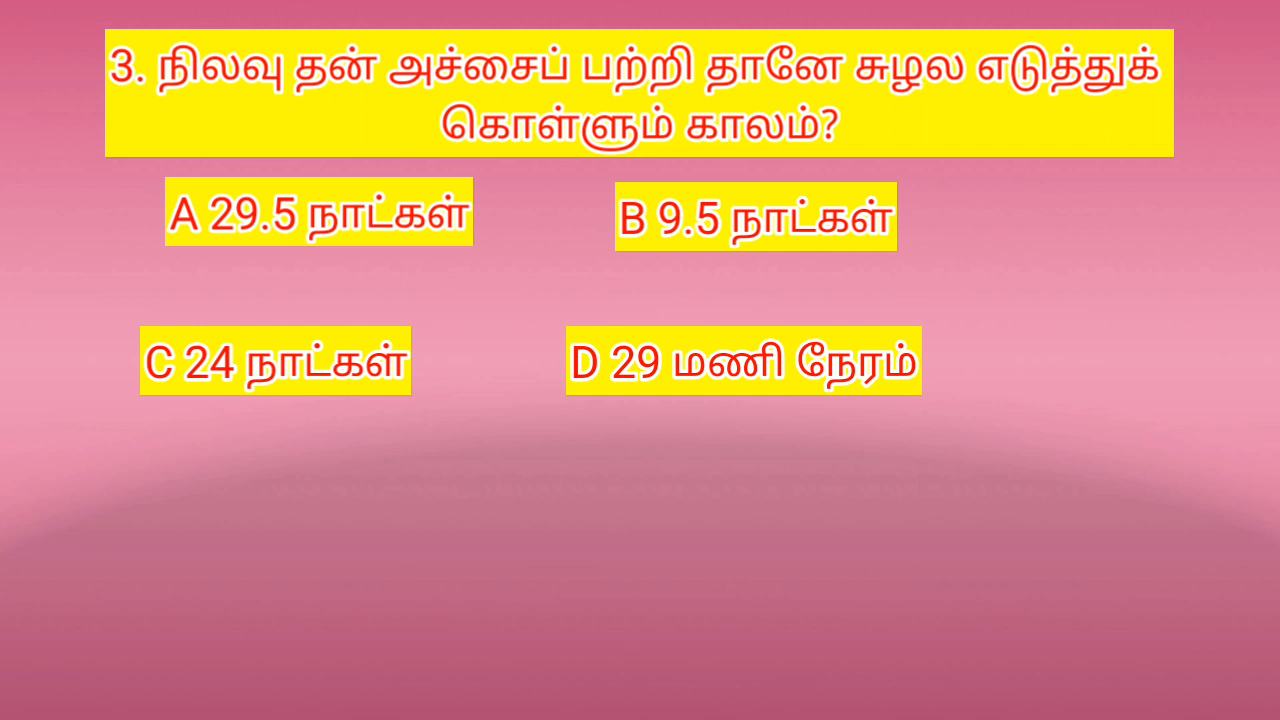 3. நிலவு தன் அச்சைப் பற்றி தானே சுழல எடுத்துக்
கொள்ளும் காலம்?
A 29.5 நாட்கள்
B 9.5 நாட்கள்
C 24 நாட்கள்
D 29 மணி நேரம்